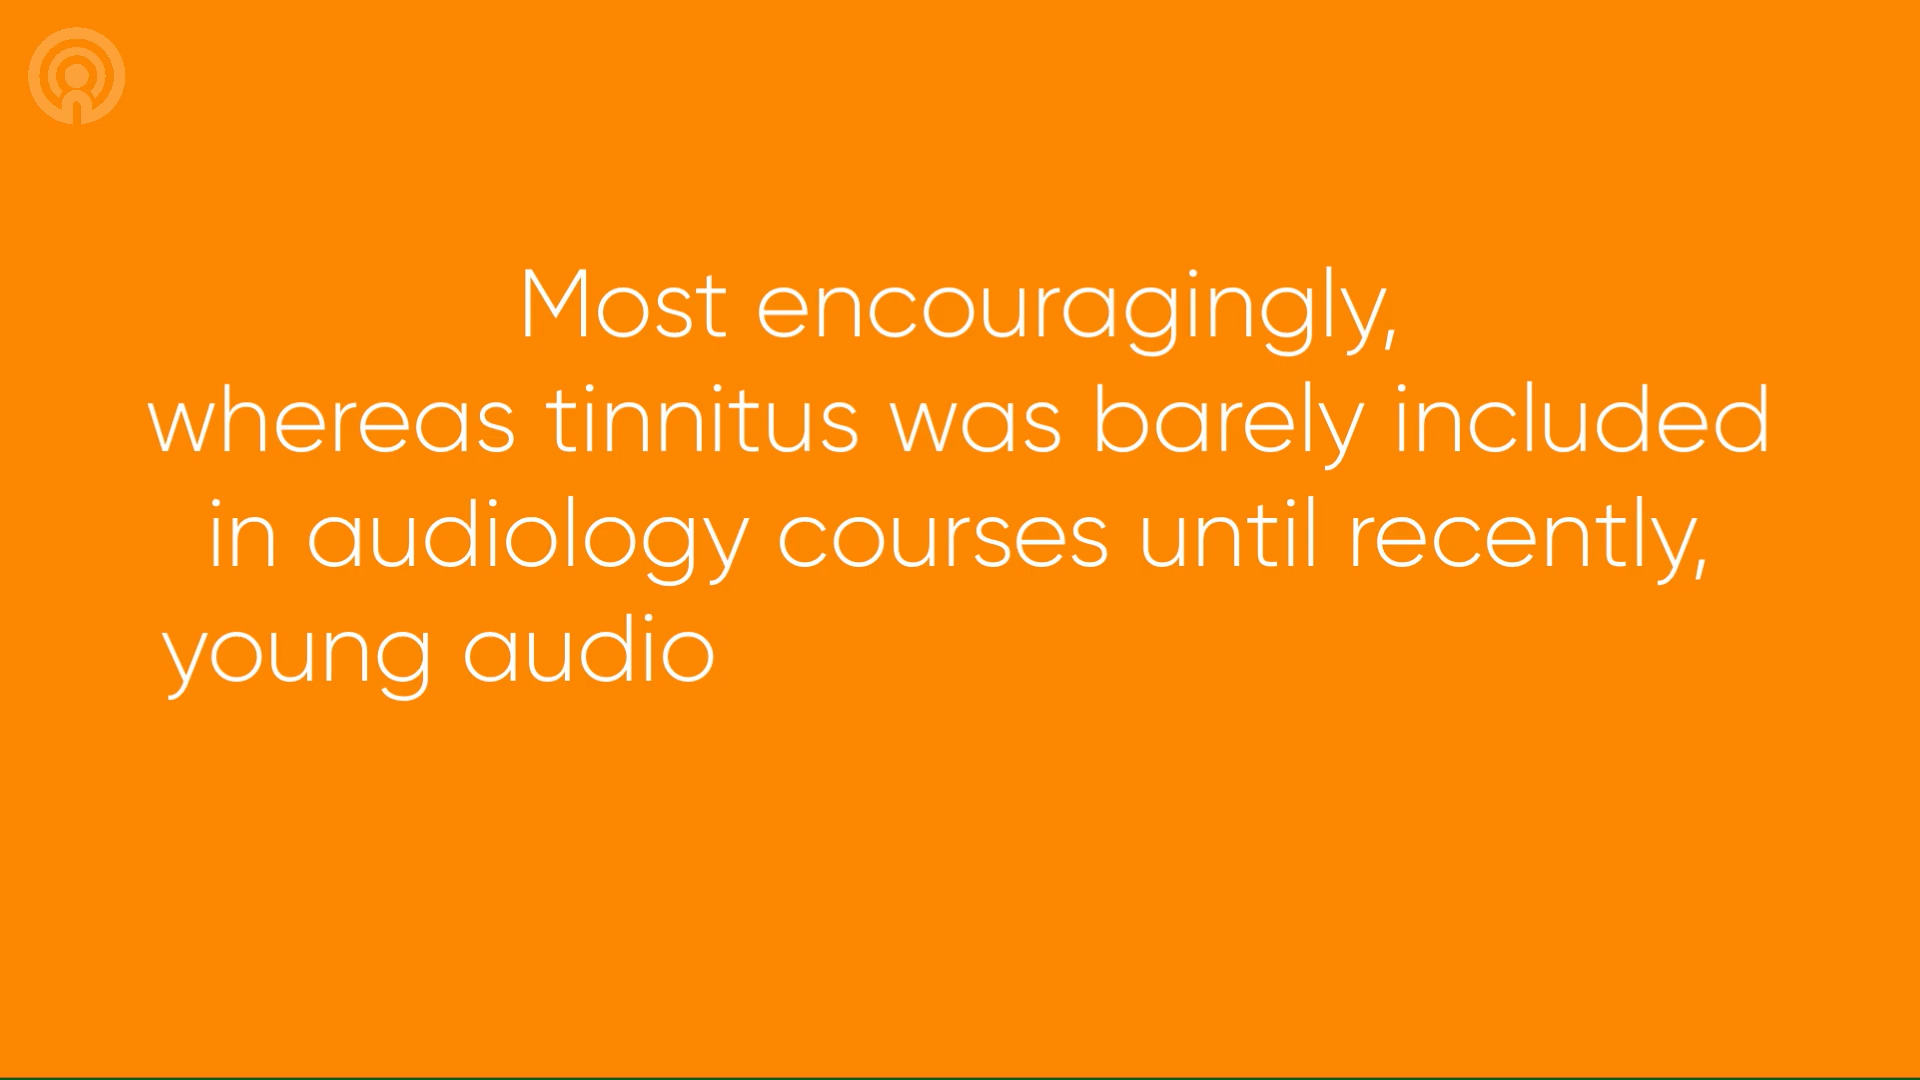 Most encouragingly,
whereas tinnitus was barely included
in audiology courses until recently,
young audio